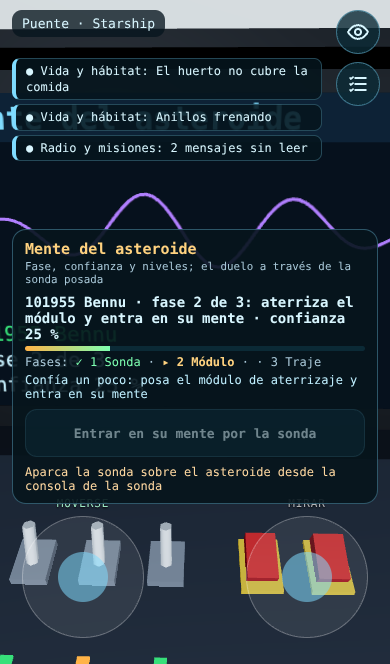 Puente · Starship
● Vida y hábitat: El huerto no cubre la
comida
● Vida y hábitat: Anillos frenando
● Radio y misiones: 2 mensajes sin leer
Mente del asteroide
Fase, confianza y niveles; el duelo a través de la
sonda posada
101955 Bennu · fase 2 de 3: aterriza el
módulo y entra en su mente · confianza
25 %
Fases: ✓ 1 Sonda · ▸ 2 Módulo · · 3 Traje
Confía un poco: posa el módulo de aterrizaje y
entra en su mente
Entrar en su mente por la sonda
Aparca la sonda sobre el asteroide desde la
consola de la sonda
MOVERSE
MIRAR